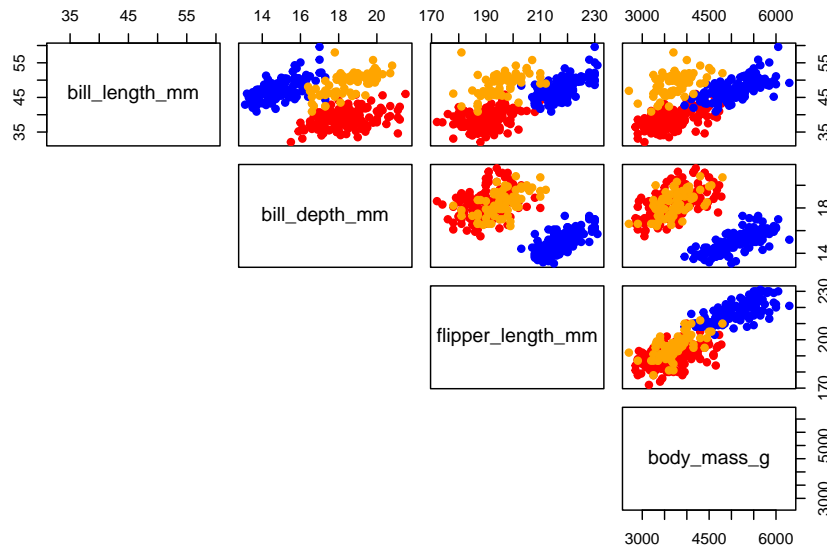 35 45 55
14 16 18 20
170 190 210 230
3000 4500 6000
bill_length_mm
35 45 55
35 45 55
bill_depth_mm
14 18
flipper_length_mm
170 200 230
body_mass_g
3000 5000
3000 4500 6000